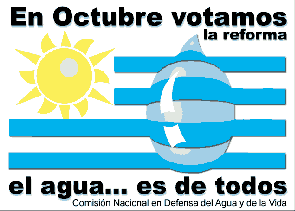 En Octubre votamos
la reforma
el agua... es de todos
Comisión Nacional en Defensa del Agua y de la Vida